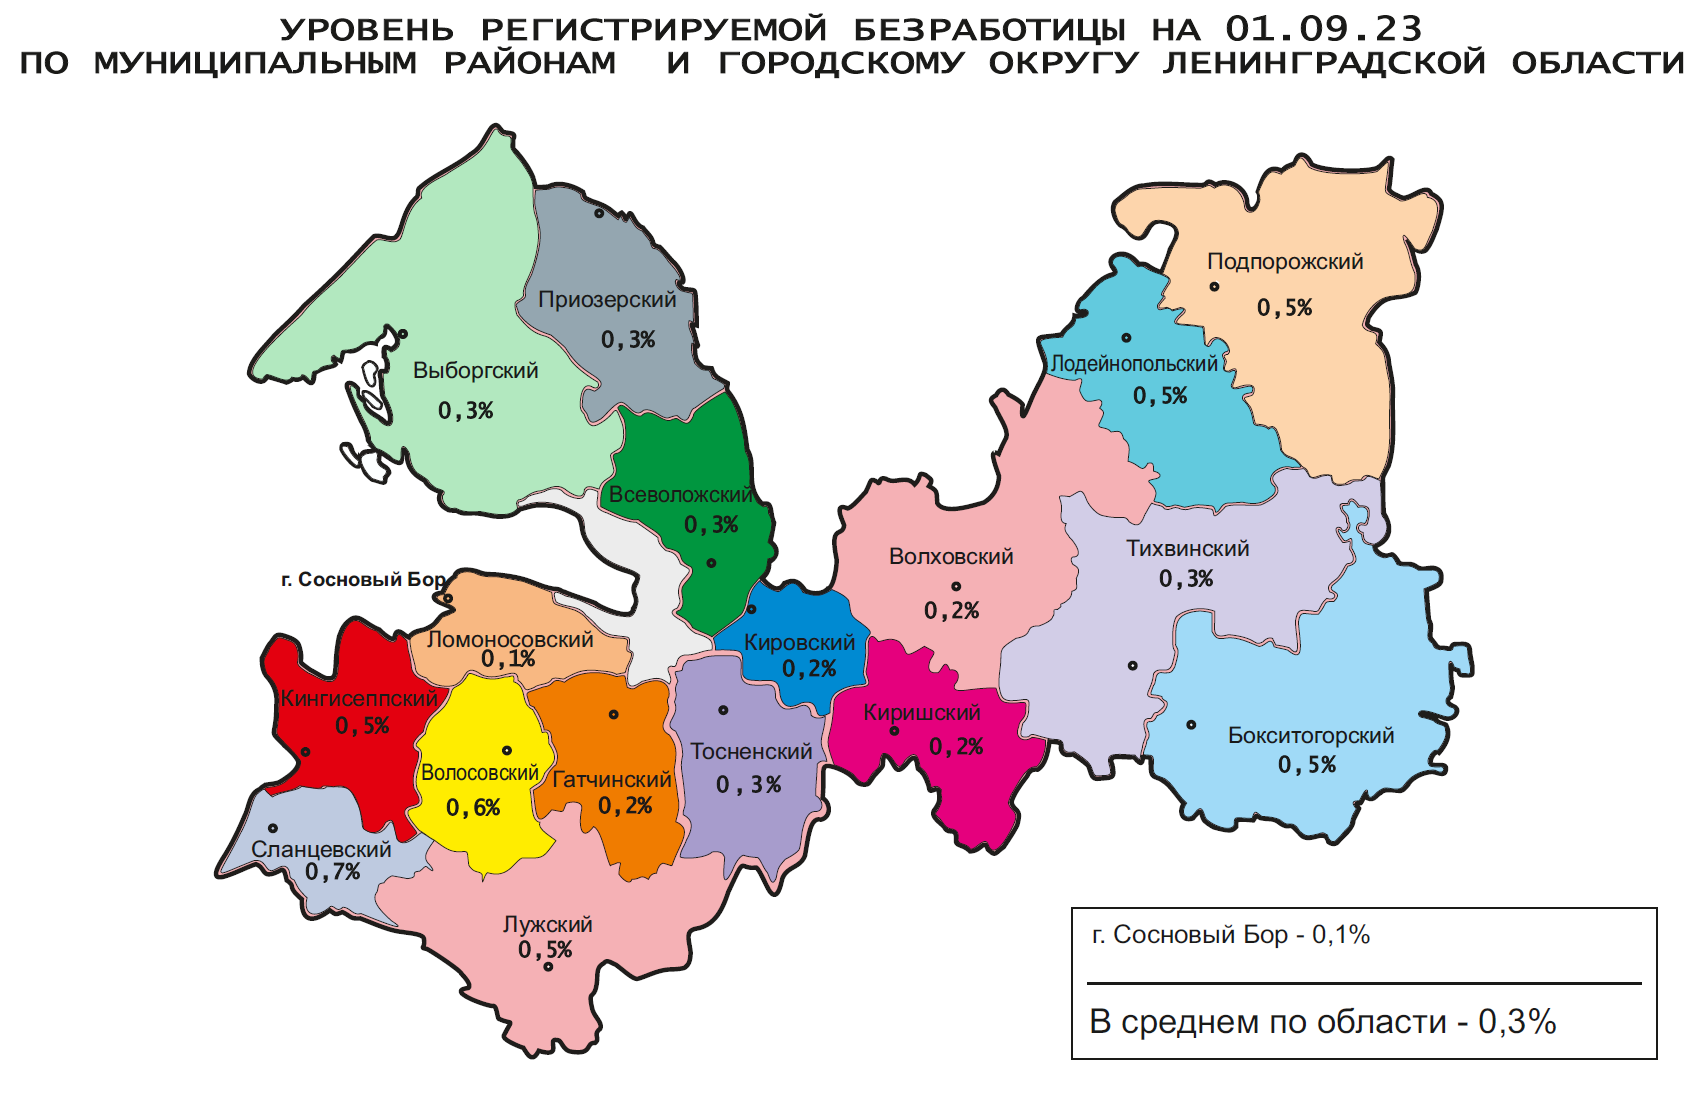 УРОВЕНЬ РЕГИСТРИРУЕМОЙ БЕЗРАБОТИЦЫ НА 01.09.23
ПО МУНИЦИПАЛЬНЫМ РАЙОНАМ И ГОРОДСКОМУ ОКРУГУ ЛЕНИНГРАДСКОЙ ОБЛАСТИ
Подпорожский
0,5%
Приозерский
0,3%
Лодейнопольский
0,5%
Выборгский
0,3%
Всеволожский
0,3%
Тихвинский
0,3%
Волховский
0,2%
г. Сосновый Бор
Ломоносовский
0,1%
Кировский
0,2%
Кингисеппский
0,5%
Киришский
0,2%
Бокситогорский
0,5%
Тосненский
0,3%
Волосовский
0,6%
Гатчинский
0,2%
Сланцевский
0,7%
Лужский
0,5%
г. Сосновый Бор - 0,1%
В среднем по области - 0,3%